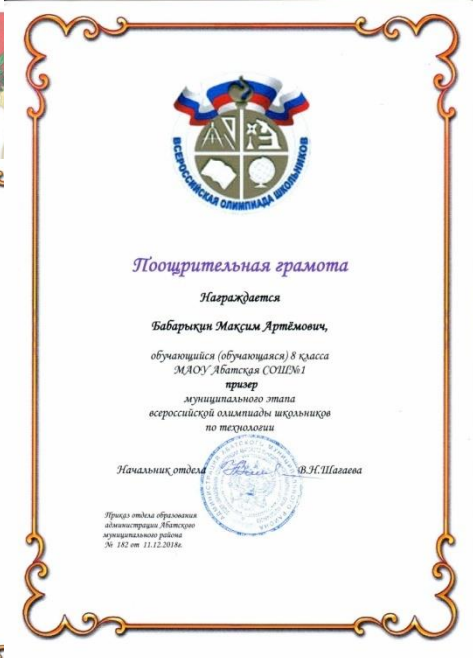 ВСЕРОССИЙСКАЯ ОЛИМПИАДА ШКОЛЬНИКОВ
Поощрительная грамота
Награждается
Бабарыкин Максим Артёмович,
обучающийся (обучающаяся) 8 класса
МАОУ Абатская СОШ№1
призер
муниципального этапа
всероссийской олимпиады школьников
по технологии
Начальник отдела В.Н.Шагаева
Приказ отдела образования
администрации Абатского
муниципального района
№ 182 от 11.12.2018г.